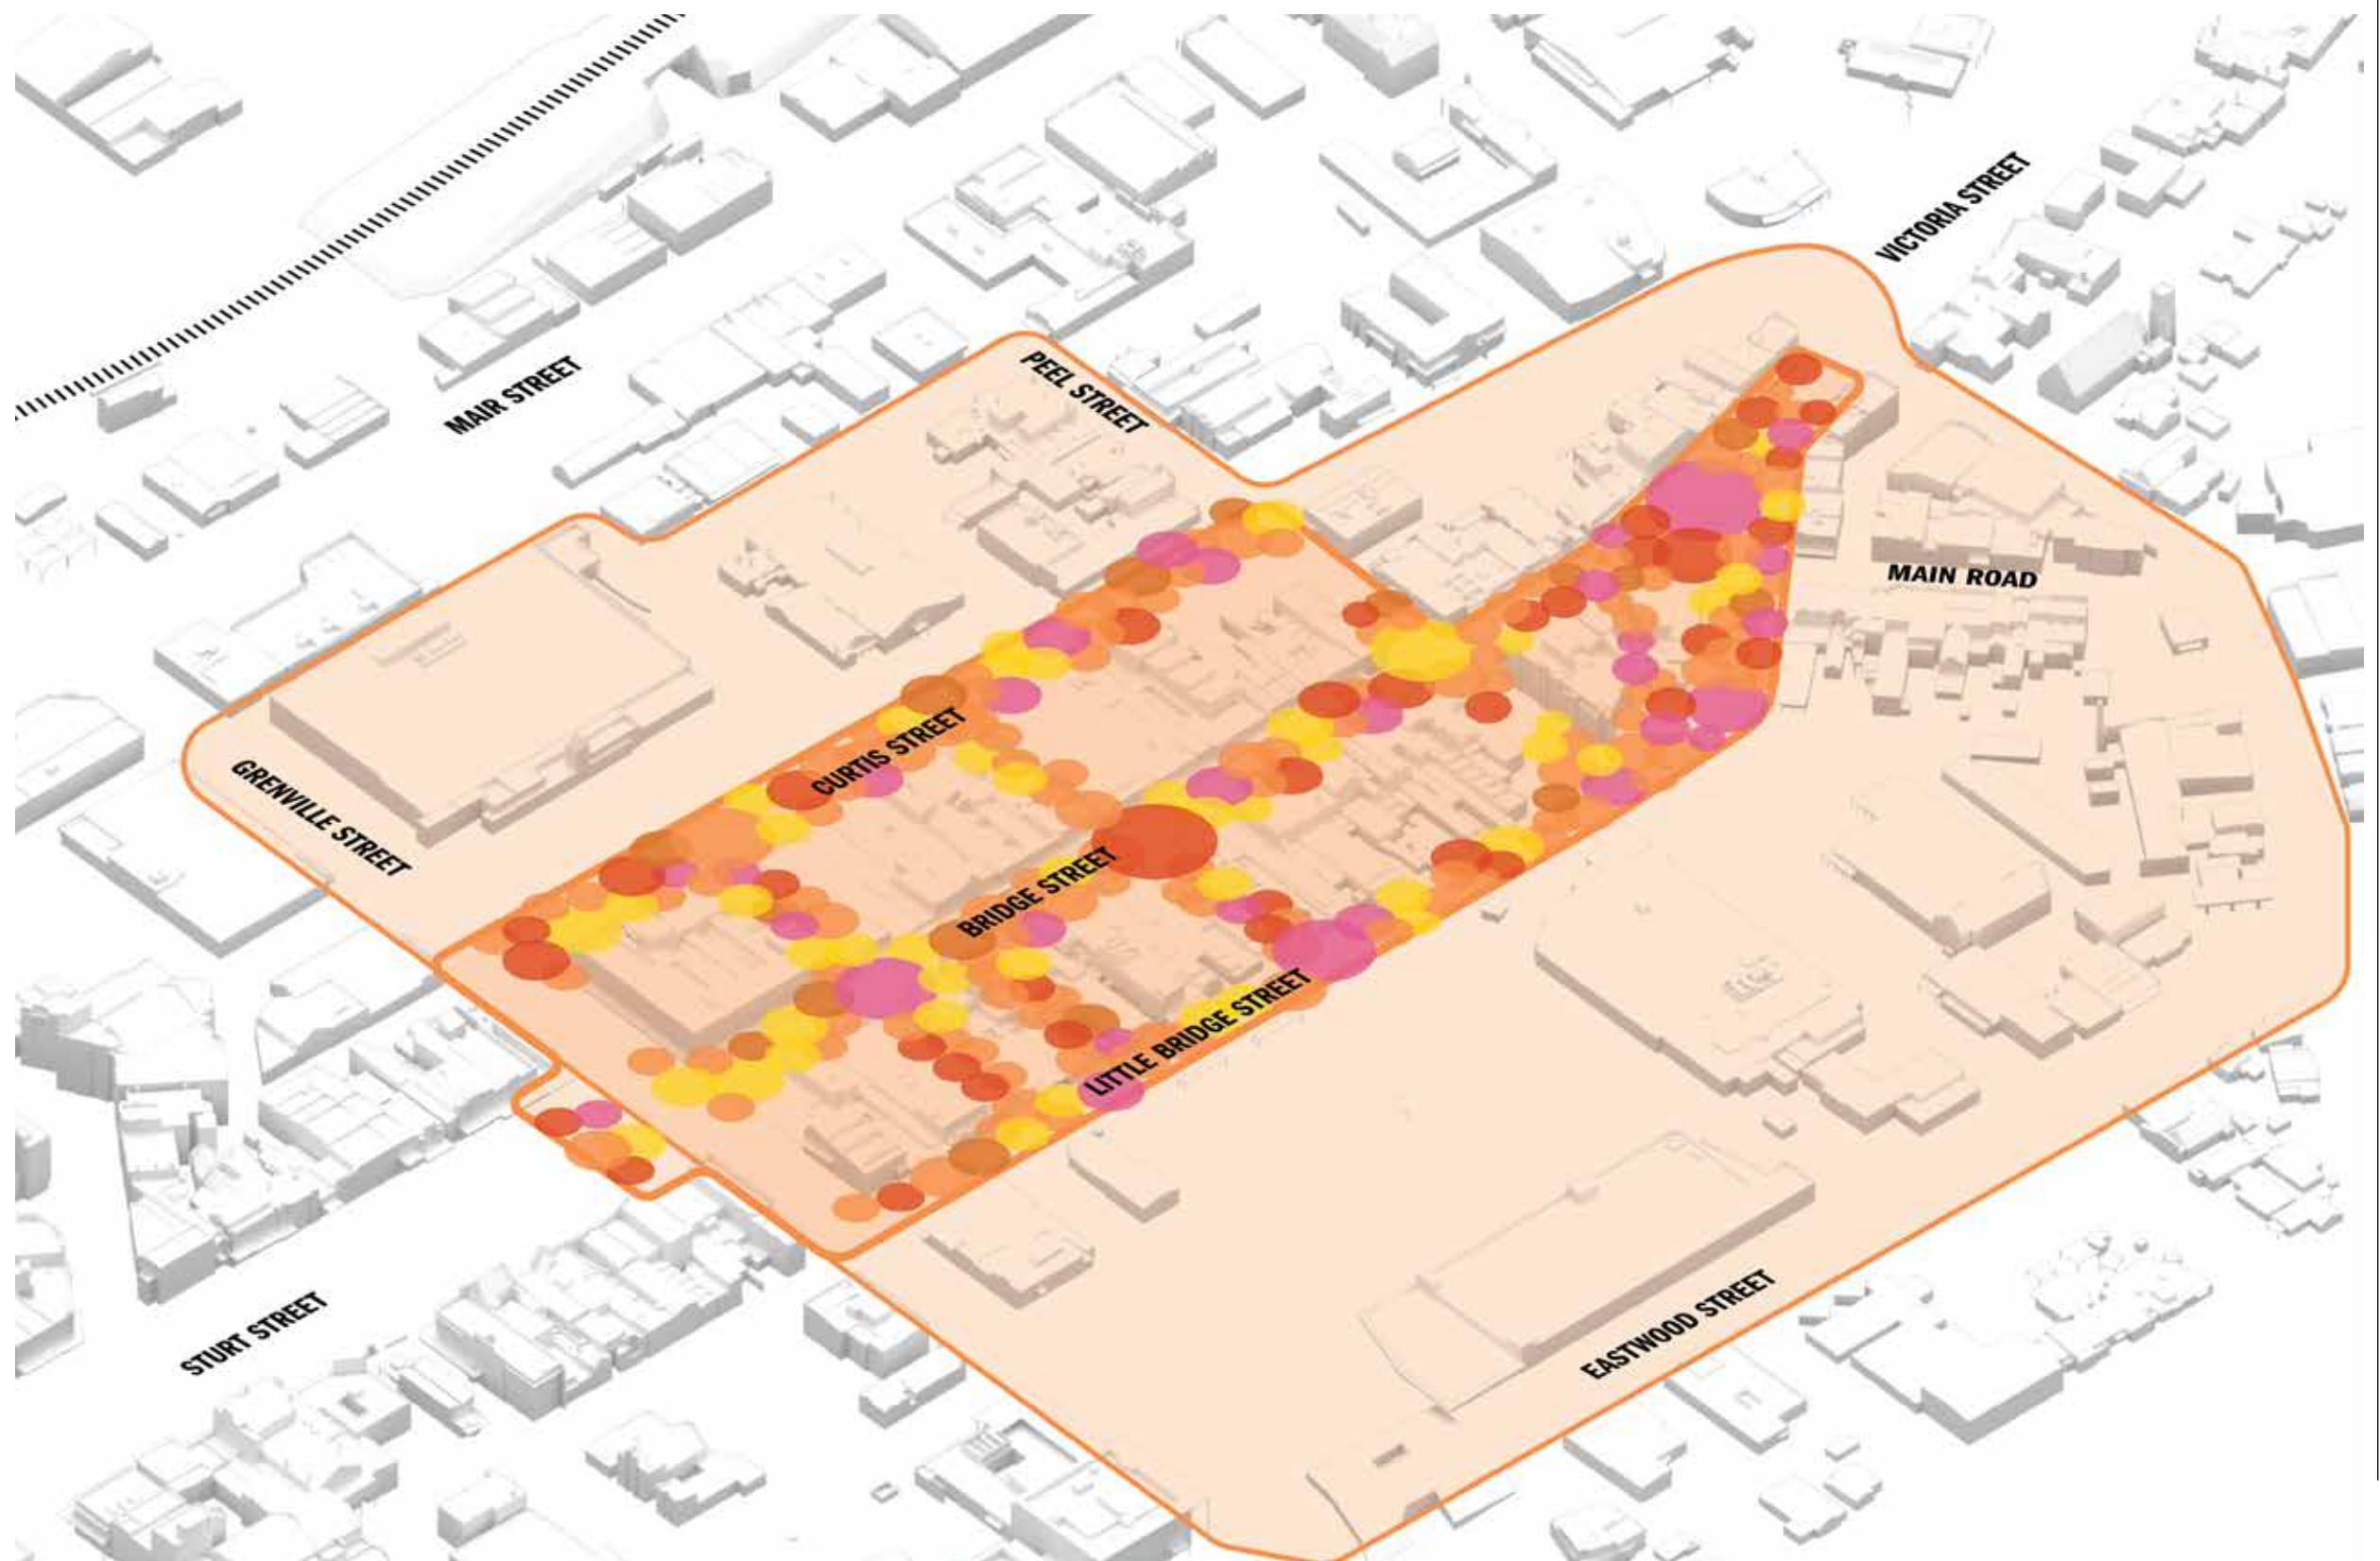 VICTORIA STREET
PEEL STREET
MAIR STREET
MAIN ROAD
CURTIS STREET
GRENVILLE STREET
BRIDGE STREET
LITTLE BRIDGE STREET
STURT STREET
EASTWOOD STREET